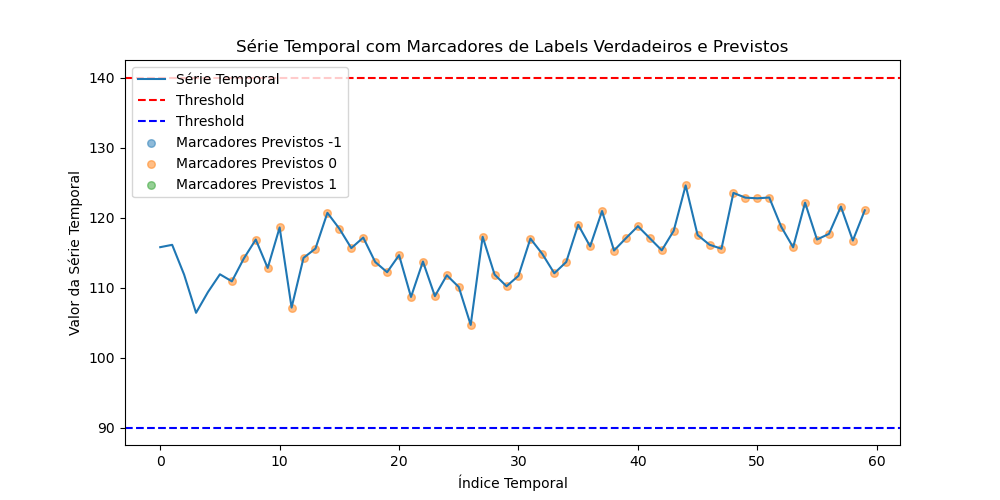 Série Temporal com Marcadores de Labels Verdadeiros e Previstos
140
130
120
110
100
90
Valor da Série Temporal
Série Temporal
Threshold
Threshold
Marcadores Previstos -1
Marcadores Previstos 0
Marcadores Previstos 1
0
10
20
30
40
50
60
Índice Temporal